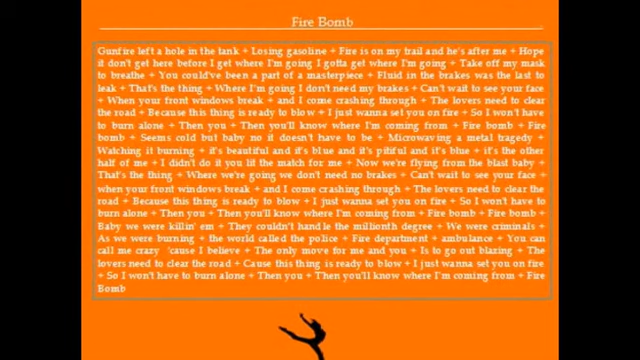 Fire Bomb
Gunfire left a hole in the tank + Losing gasoline + Fire is on my trail and he's after me + Hope
it don't get here before I get where I'm going I gotta get where I'm going + Take off my mask
to breathe + You could've been a part of a masterpiece + Fluid in the brakes was the last to
leak + That's the thing + Where I'm going I don't need my brakes + Can't wait to see your face
+ When your front windows break + and I come crashing through + The lovers need to clear
the road + Because this thing is ready to blow + I just wanna set you on fire + So I won't have
to burn alone + Then you + Then you'll know where I'm coming from + Fire bomb + Fire
bomb + Seems cold but baby no it doesn't have to be + Microwaving a metal tragedy +
Watching it burning + it's beautiful and it's blue and it's pitiful and it's blue + it's the other
half of me + I didn't do it you lit the match for me + Now we're flying from the blast baby +
That's the thing + Where we're going we don't need no brakes + Can't wait to see your face +
when your front windows break + and I come crashing through + The lovers need to clear the
road + Because this thing is ready to blow + I just wanna set you on fire + So I won't have to
burn alone + Then you + Then you'll know where I'm coming from + Fire bomb + Fire bomb +
Baby we were killin' em + They couldn't handle the millionth degree + We were criminals +
As we were burning + the world called the police + Fire department + ambulance + You can
call me crazy 'cause I believe + The only move for me and you + Is to go out blazing + The
lovers need to clear the road + Cause this thing is ready to blow + I just wanna set you on fire
+ So I won't have to burn alone + Then you + Then you'll know where I'm coming from + Fire
Bomb